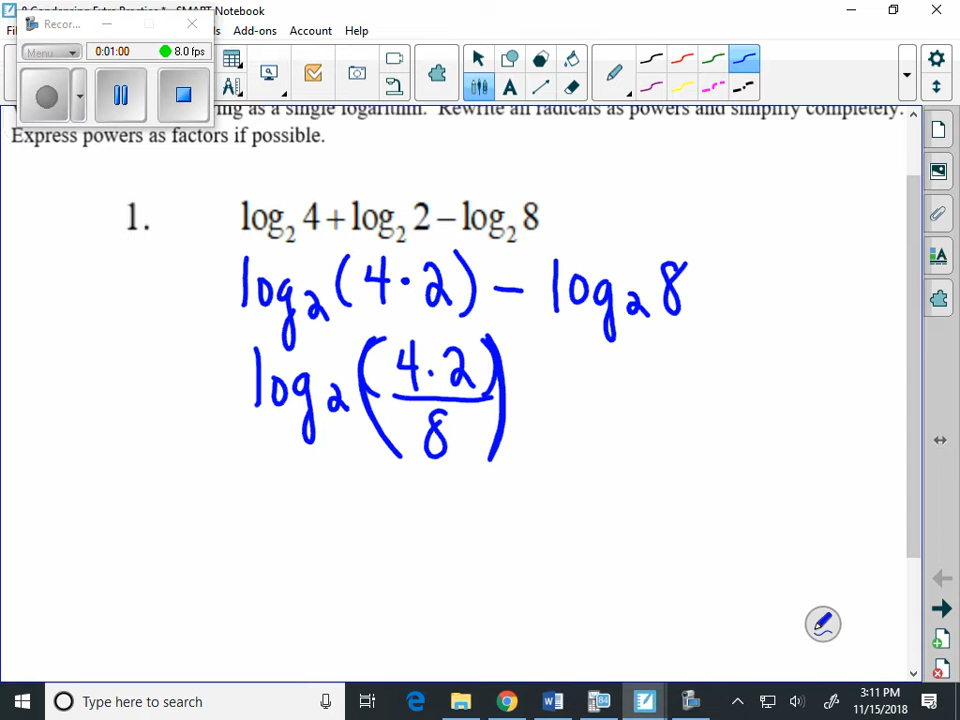 Recor...
Menu
0:01:00
8.0 fps
SMART Notebook
Add-ons Account Help
ing as a single logarithm. Rewrite all radicals as powers and simplify completely.
Express powers as factors if possible.
1. log₂ 4 + log₂ 2 − log₂ 8
log₂ (4 · 2) − log₂ 8
log₂ (4 · 2 / 8)
Type here to search
3:11 PM
11/15/2018